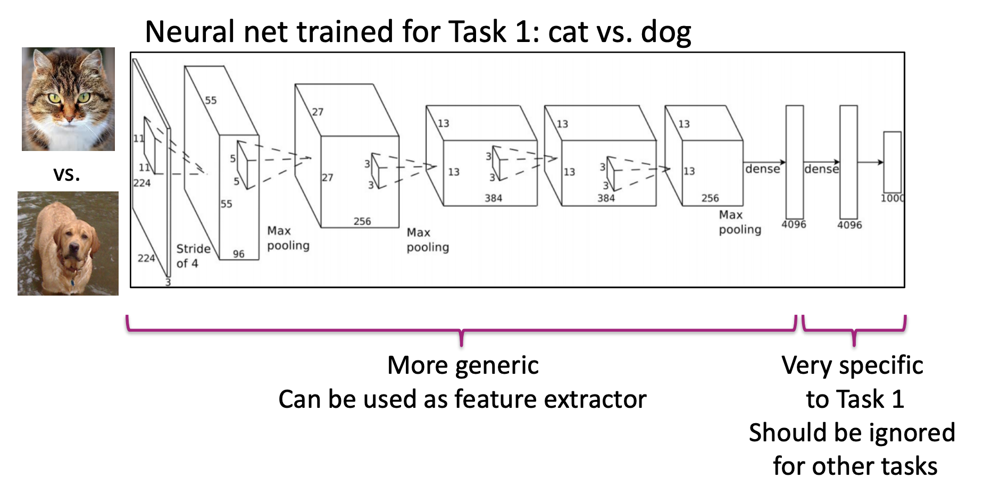 Neural net trained for Task 1: cat vs. dog
vs.
11
11
224
224
3
Stride
of 4
55
55
96
5
5
Max
pooling
27
27
256
3
3
Max
pooling
13
13
384
3
3
13
13
384
3
3
13
13
256
Max
pooling
dense
4096
dense
4096
1000
More generic
Can be used as feature extractor
Very specific
to Task 1
Should be ignored
for other tasks